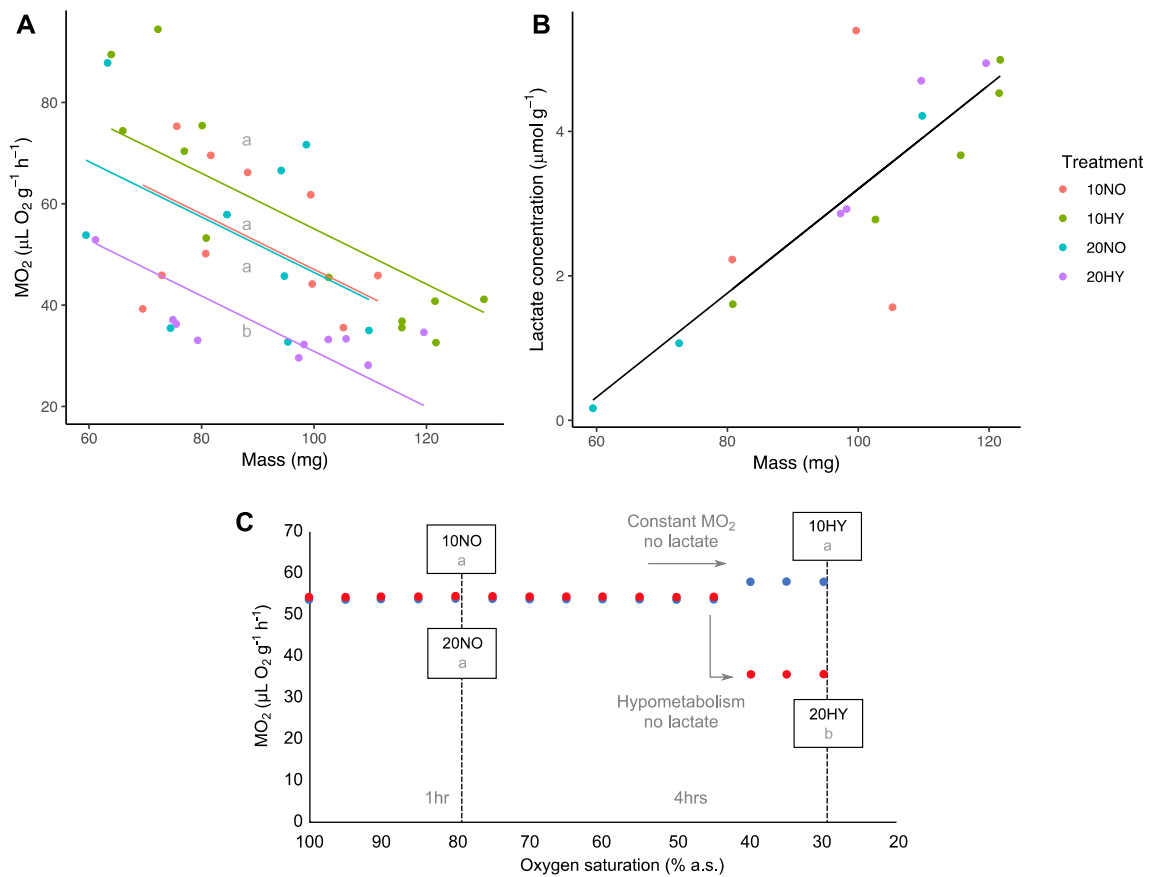 A
MO2 (μL O2 g−1 h−1)
80
60
40
20
a
a
a
b
60
80
100
120
Mass (mg)
B
Lactate concentration (μmol g−1)
4
2
0
60
80
100
120
Mass (mg)
Treatment
10NO
10HY
20NO
20HY
C
MO2 (μL O2 g-1 h-1)
70
60
50
40
30
20
10
0
10NO
a
20NO
a
Constant MO2
no lactate
10HY
a
Hypometabolism
no lactate
20HY
b
1hr
4hrs
100
90
80
70
60
50
40
30
20
Oxygen saturation (% a.s.)